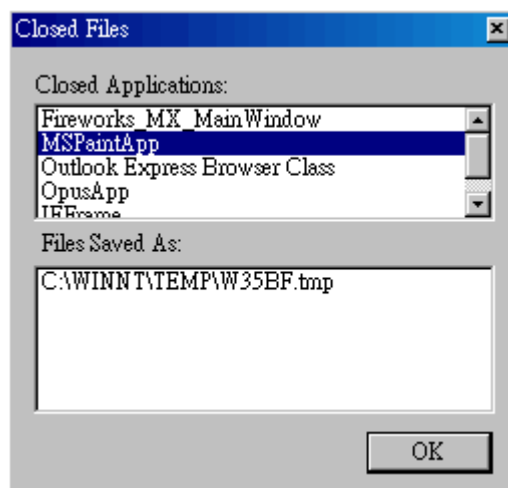 Closed Files
Closed Applications:
Fireworks_MX_MainWindow
MSPaintApp
Outlook Express Browser Class
OpusApp
IEFrame
Files Saved As:
C:\WINNT\TEMP\W35BF.tmp
OK